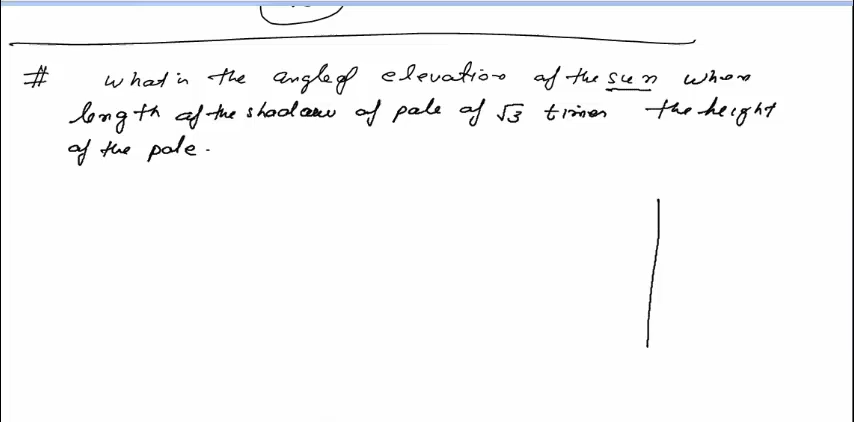 # what is the angle of elevation of the sun when
length of the shadow of pole of √3 times the height
of the pole.